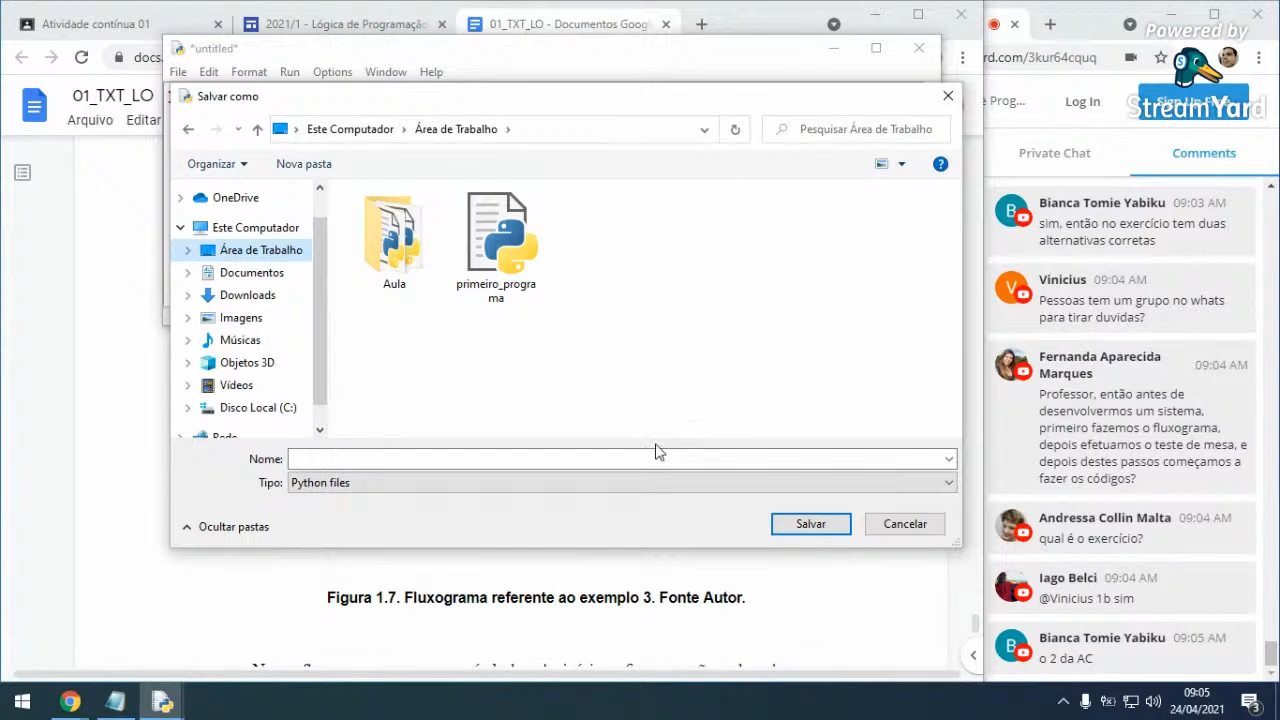 Atividade contínua 01
2021/1 - Lógica de Programação
01_TXT_LO - Documentos Goog
Powered by
StreamYard
docs.
rd.com/3kur64cquq
*untitled*
File Edit Format Run Options Window Help
01_TXT_LO
Arquivo Editar
e Prog...
Log In
Salvar como
Este Computador
Área de Trabalho
Pesquisar Área de Trabalho
Organizar
Nova pasta
OneDrive
Este Computador
Área de Trabalho
Documentos
Downloads
Imagens
Músicas
Objetos 3D
Vídeos
Disco Local (C:)
Aula
primeiro_progra
ma
Nome:
Tipo: Python files
Ocultar pastas
Salvar
Cancelar
Figura 1.7. Fluxograma referente ao exemplo 3. Fonte Autor.
Private Chat
Comments
B
Bianca Tomie Yabiku 09:03 AM
sim, então no exercício tem duas
alternativas corretas
V
Vinicius 09:04 AM
Pessoas tem um grupo no whats
para tirar duvidas?
Fernanda Aparecida
Marques 09:04 AM
Professor, então antes de
desenvolvermos um sistema,
primeiro fazemos o fluxograma,
depois efetuamos o teste de mesa, e
depois destes passos começamos a
fazer os códigos?
Andressa Collin Malta 09:04 AM
qual é o exercício?
Iago Belci 09:04 AM
@Vinicius 1b sim
B
Bianca Tomie Yabiku 09:05 AM
o 2 da AC
09:05
24/04/2021
3